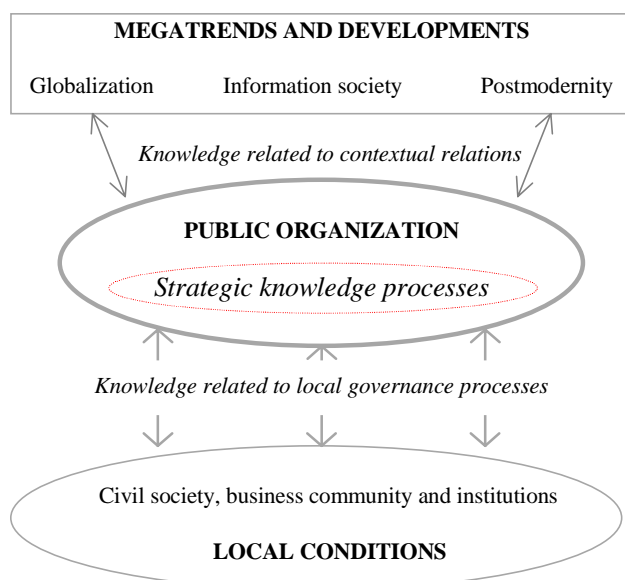 MEGATRENDS AND DEVELOPMENTS
Globalization Information society Postmodernity
Knowledge related to contextual relations
PUBLIC ORGANIZATION
Strategic knowledge processes
Knowledge related to local governance processes
Civil society, business community and institutions
LOCAL CONDITIONS